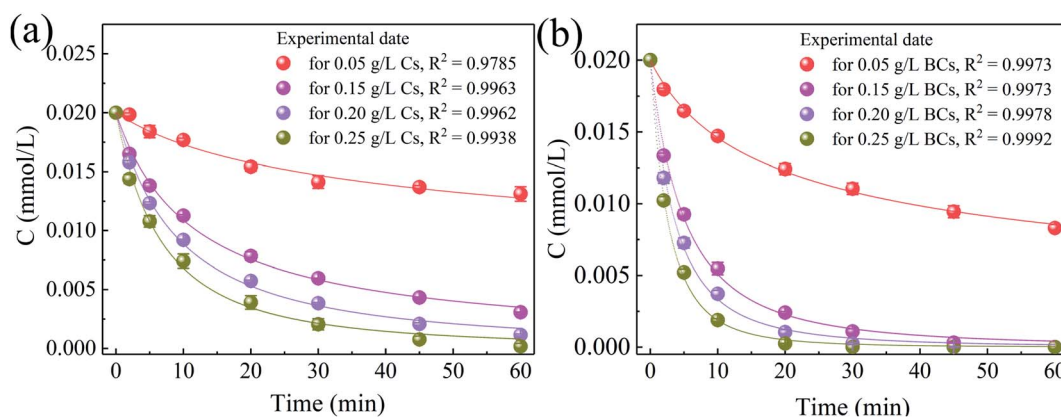 (a)
Experimental date
for 0.05 g/L Cs, R² = 0.9785
for 0.15 g/L Cs, R² = 0.9963
for 0.20 g/L Cs, R² = 0.9962
for 0.25 g/L Cs, R² = 0.9938
C (mmol/L)
0.025
0.020
0.015
0.010
0.005
0.000
0 10 20 30 40 50 60
Time (min)
(b)
Experimental date
for 0.05 g/L BCs, R² = 0.9973
for 0.15 g/L BCs, R² = 0.9973
for 0.20 g/L BCs, R² = 0.9978
for 0.25 g/L BCs, R² = 0.9992
C (mmol/L)
0.020
0.015
0.010
0.005
0.000
0 10 20 30 40 50 60
Time (min)